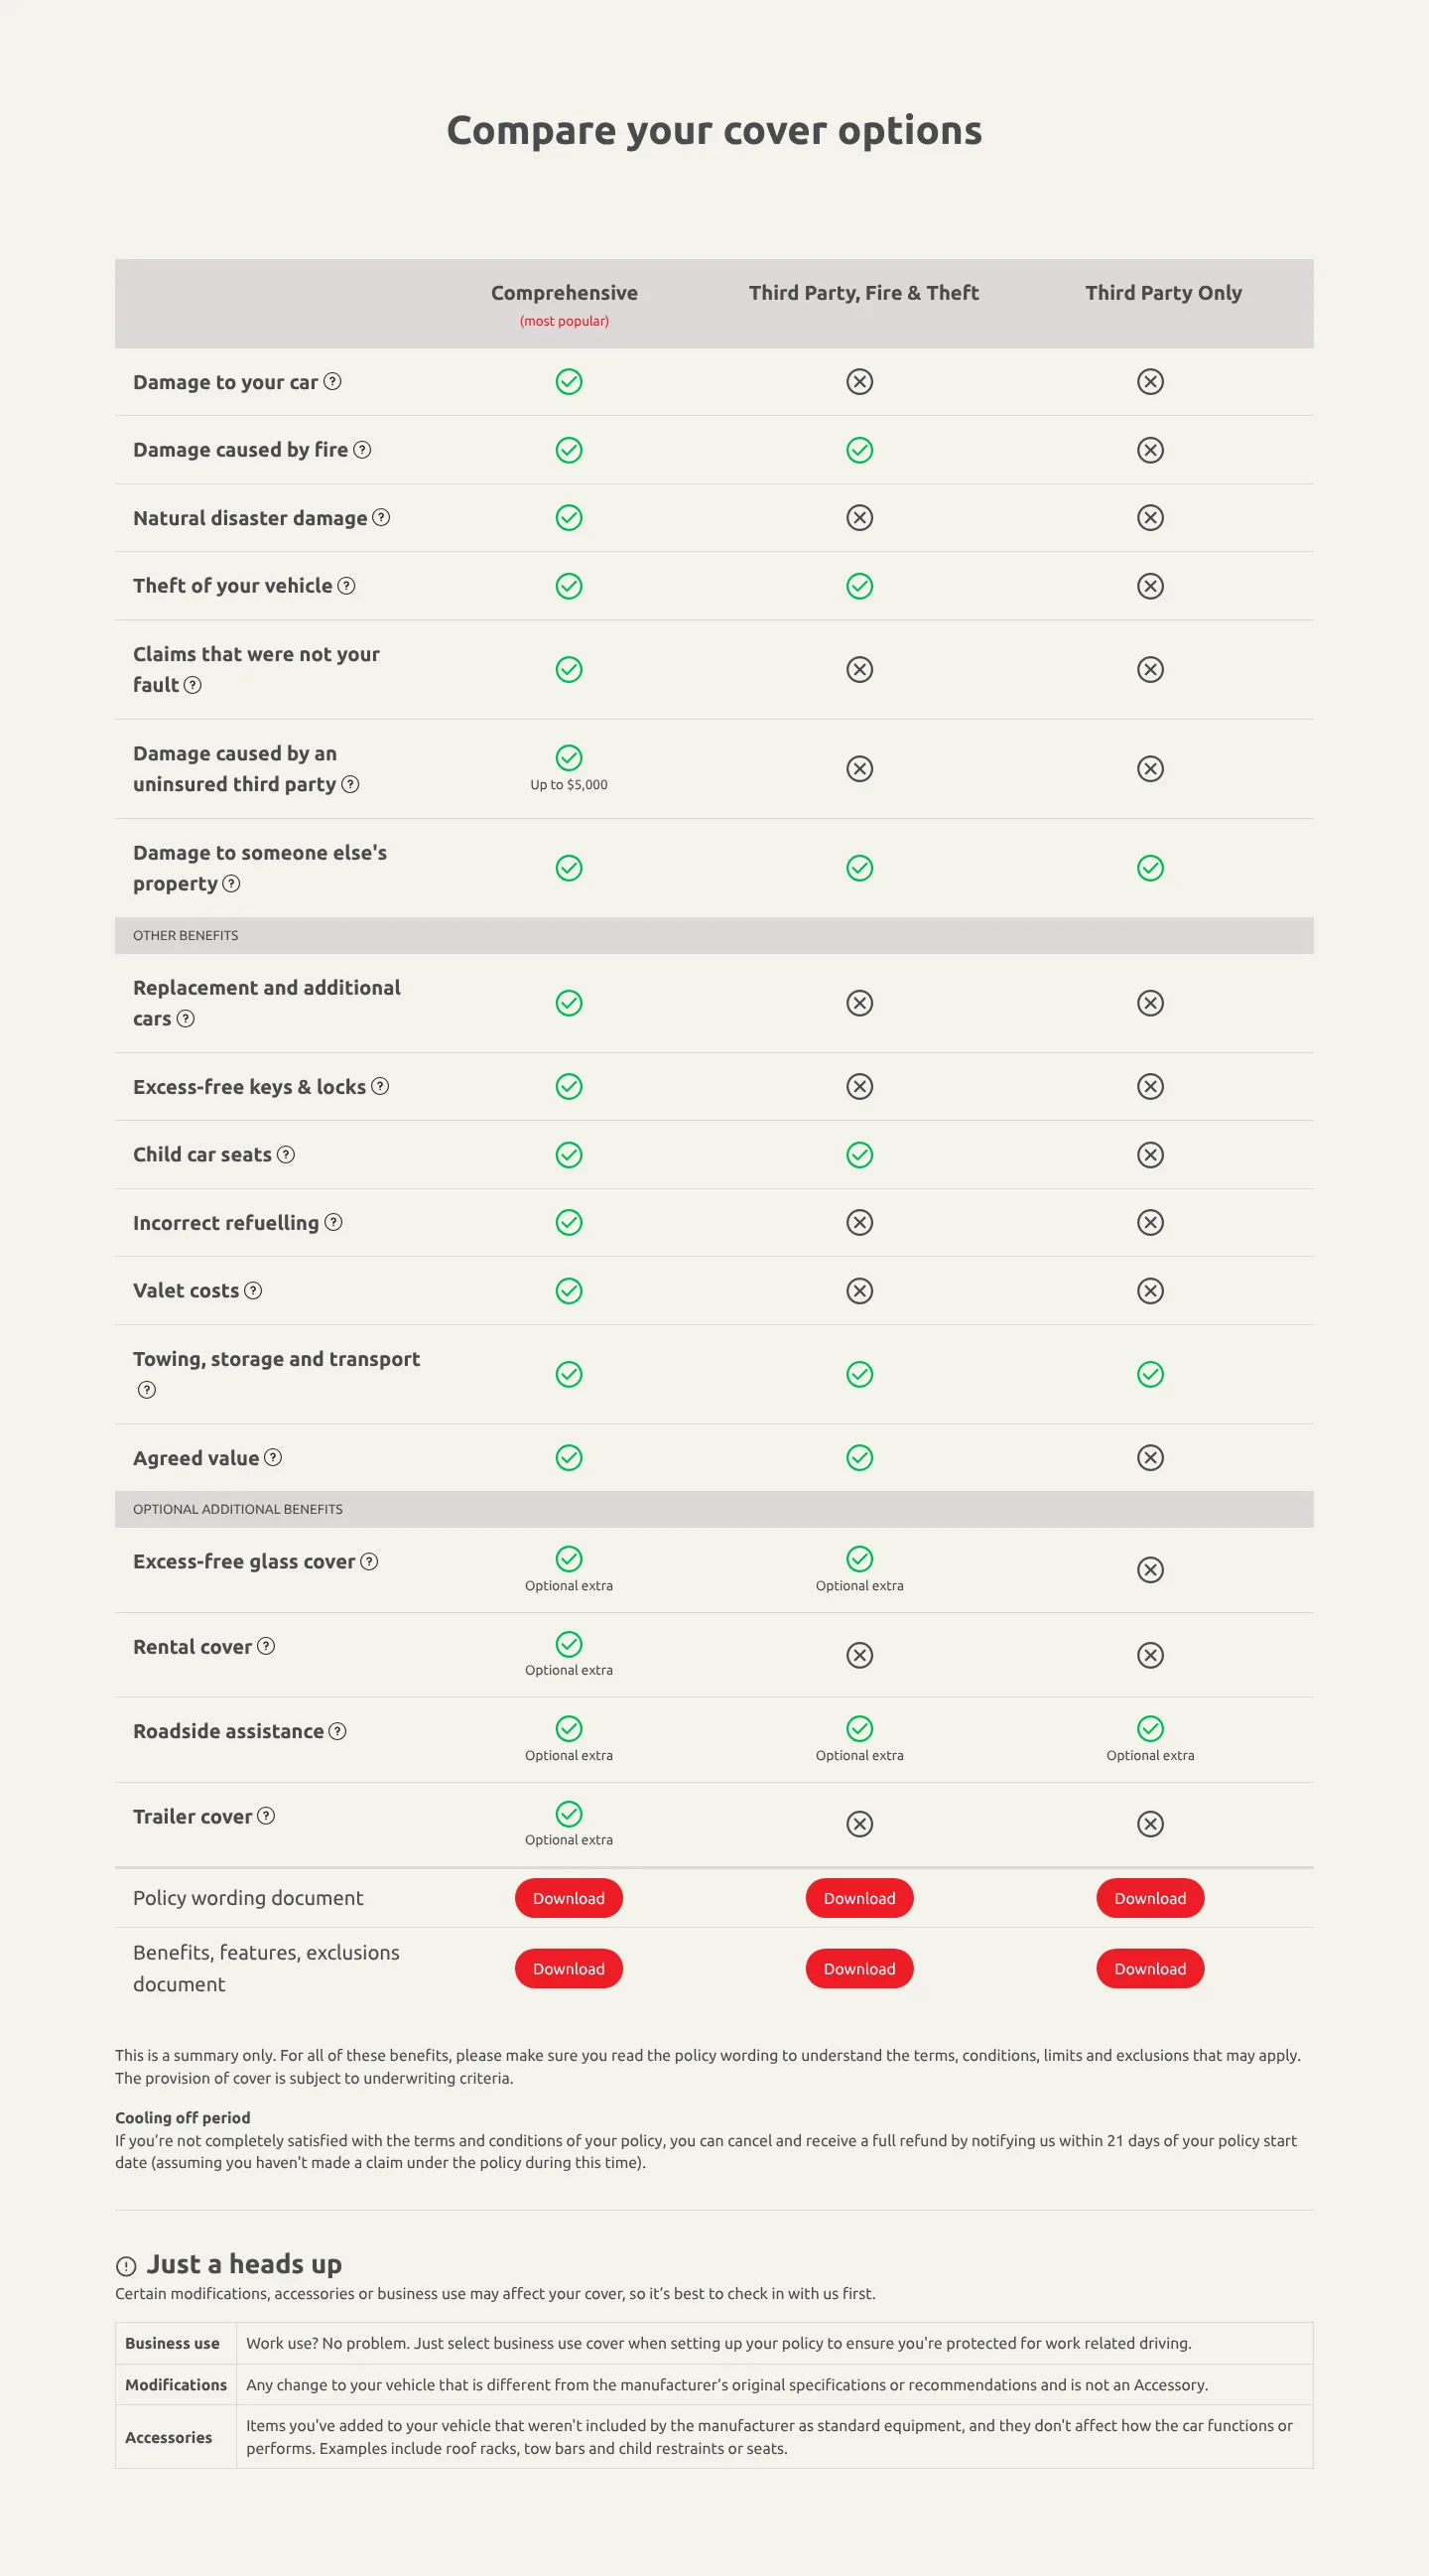 Compare your cover options
Comprehensive
(most popular)
Third Party, Fire & Theft
Third Party Only
Damage to your car
Damage caused by fire
Natural disaster damage
Theft of your vehicle
Claims that were not your
fault
Damage caused by an
uninsured third party
Up to $5,000
Damage to someone else's
property
OTHER BENEFITS
Replacement and additional
cars
Excess-free keys & locks
Child car seats
Incorrect refuelling
Valet costs
Towing, storage and transport
Agreed value
OPTIONAL ADDITIONAL BENEFITS
Excess-free glass cover
Optional extra
Optional extra
Rental cover
Optional extra
Roadside assistance
Optional extra
Optional extra
Optional extra
Trailer cover
Optional extra
Policy wording document
Download
Download
Download
Benefits, features, exclusions
document
Download
Download
Download
This is a summary only. For all of these benefits, please make sure you read the policy wording to understand the terms, conditions, limits and exclusions that may apply.
The provision of cover is subject to underwriting criteria.
Cooling off period
If you’re not completely satisfied with the terms and conditions of your policy, you can cancel and receive a full refund by notifying us within 21 days of your policy start
date (assuming you haven't made a claim under the policy during this time).
Just a heads up
Certain modifications, accessories or business use may affect your cover, so it’s best to check in with us first.
Business use
Work use? No problem. Just select business use cover when setting up your policy to ensure you're protected for work related driving.
Modifications
Any change to your vehicle that is different from the manufacturer’s original specifications or recommendations and is not an Accessory.
Accessories
Items you've added to your vehicle that weren't included by the manufacturer as standard equipment, and they don't affect how the car functions or
performs. Examples include roof racks, tow bars and child restraints or seats.